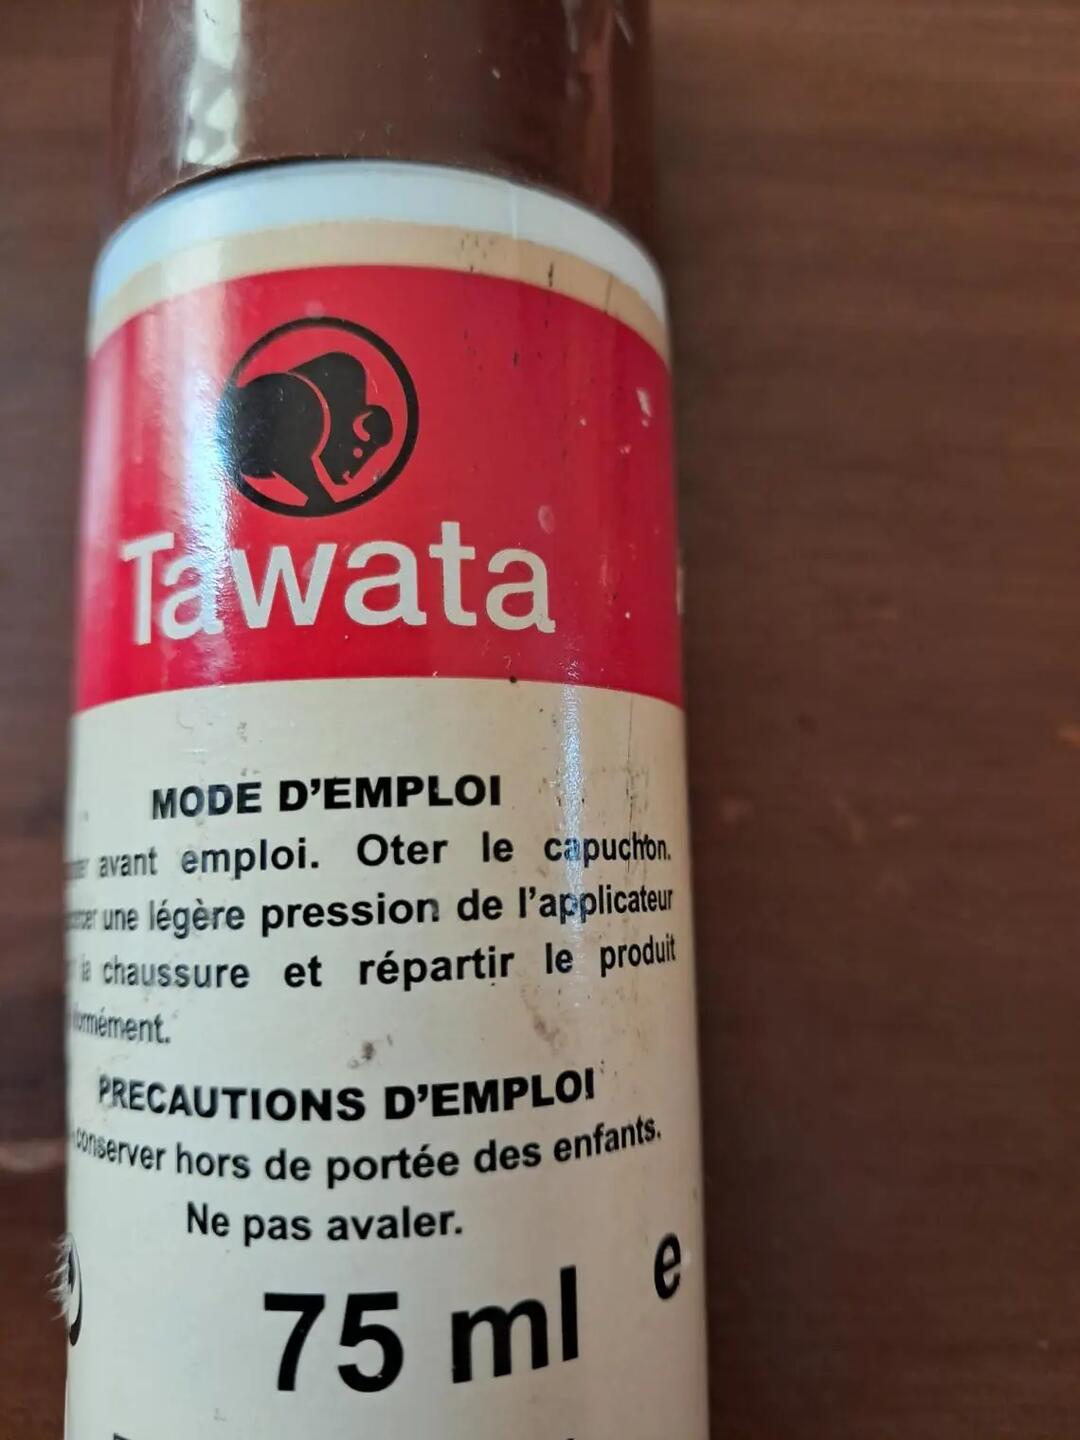 Tawata
MODE D'EMPLOI
avant emploi. Oter le capuchon.
une légère pression de l'applicateur
la chaussure et répartir le produit
PRECAUTIONS D'EMPLOI
conserver hors de portée des enfants.
Ne pas avaler.
75 ml e